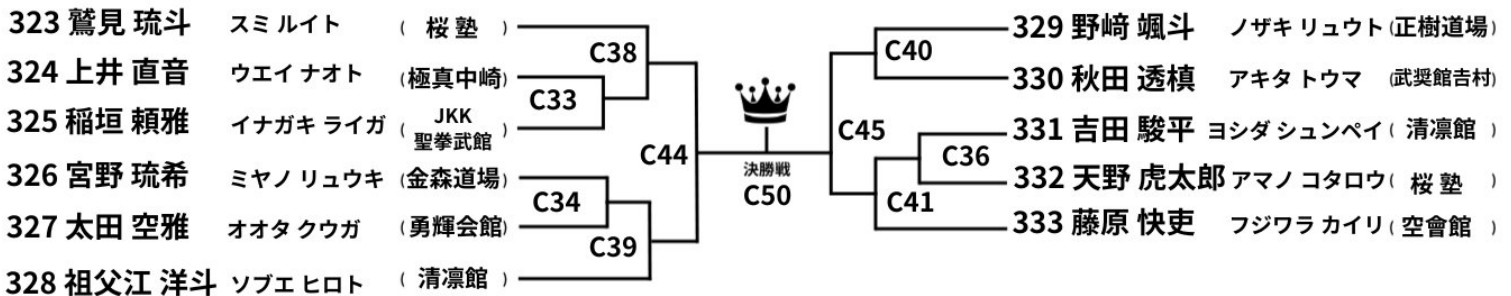 323 鷲見 琉斗 スミ ルイト ( 桜 塾 )
324 上井 直音 ウエイ ナオト (極真中崎)
325 稲垣 頼雅 イナガキ ライガ ( JKK 聖拳武館 )
326 宮野 琉希 ミヤノ リュウキ (金森道場)
327 太田 空雅 オオタ クウガ (勇輝会館)
328 祖父江 洋斗 ソブエ ヒロト ( 清凛館 )
C38
C33
C34
C39
C44
決勝戦
C50
C45
C40
C36
C41
329 野﨑 颯斗 ノザキ リュウト (正樹道場)
330 秋田 透槙 アキタ トウマ (武奨館吉村)
331 吉田 駿平 ヨシダ シュンペイ ( 清凛館 )
332 天野 虎太郎 アマノ コタロウ ( 桜 塾 )
333 藤原 快吏 フジワラ カイリ ( 空會館 )